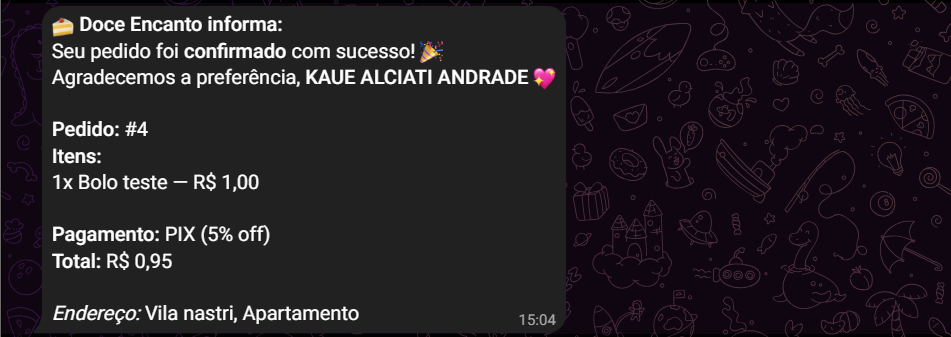 🍰 Doce Encanto informa:
Seu pedido foi confirmado com sucesso! 🎉
Agradecemos a preferência, KAUE ALCIATI ANDRADE 💖
Pedido: #4
Itens:
1x Bolo teste — R$ 1,00
Pagamento: PIX (5% off)
Total: R$ 0,95
Endereço: Vila nastri, Apartamento
15:04